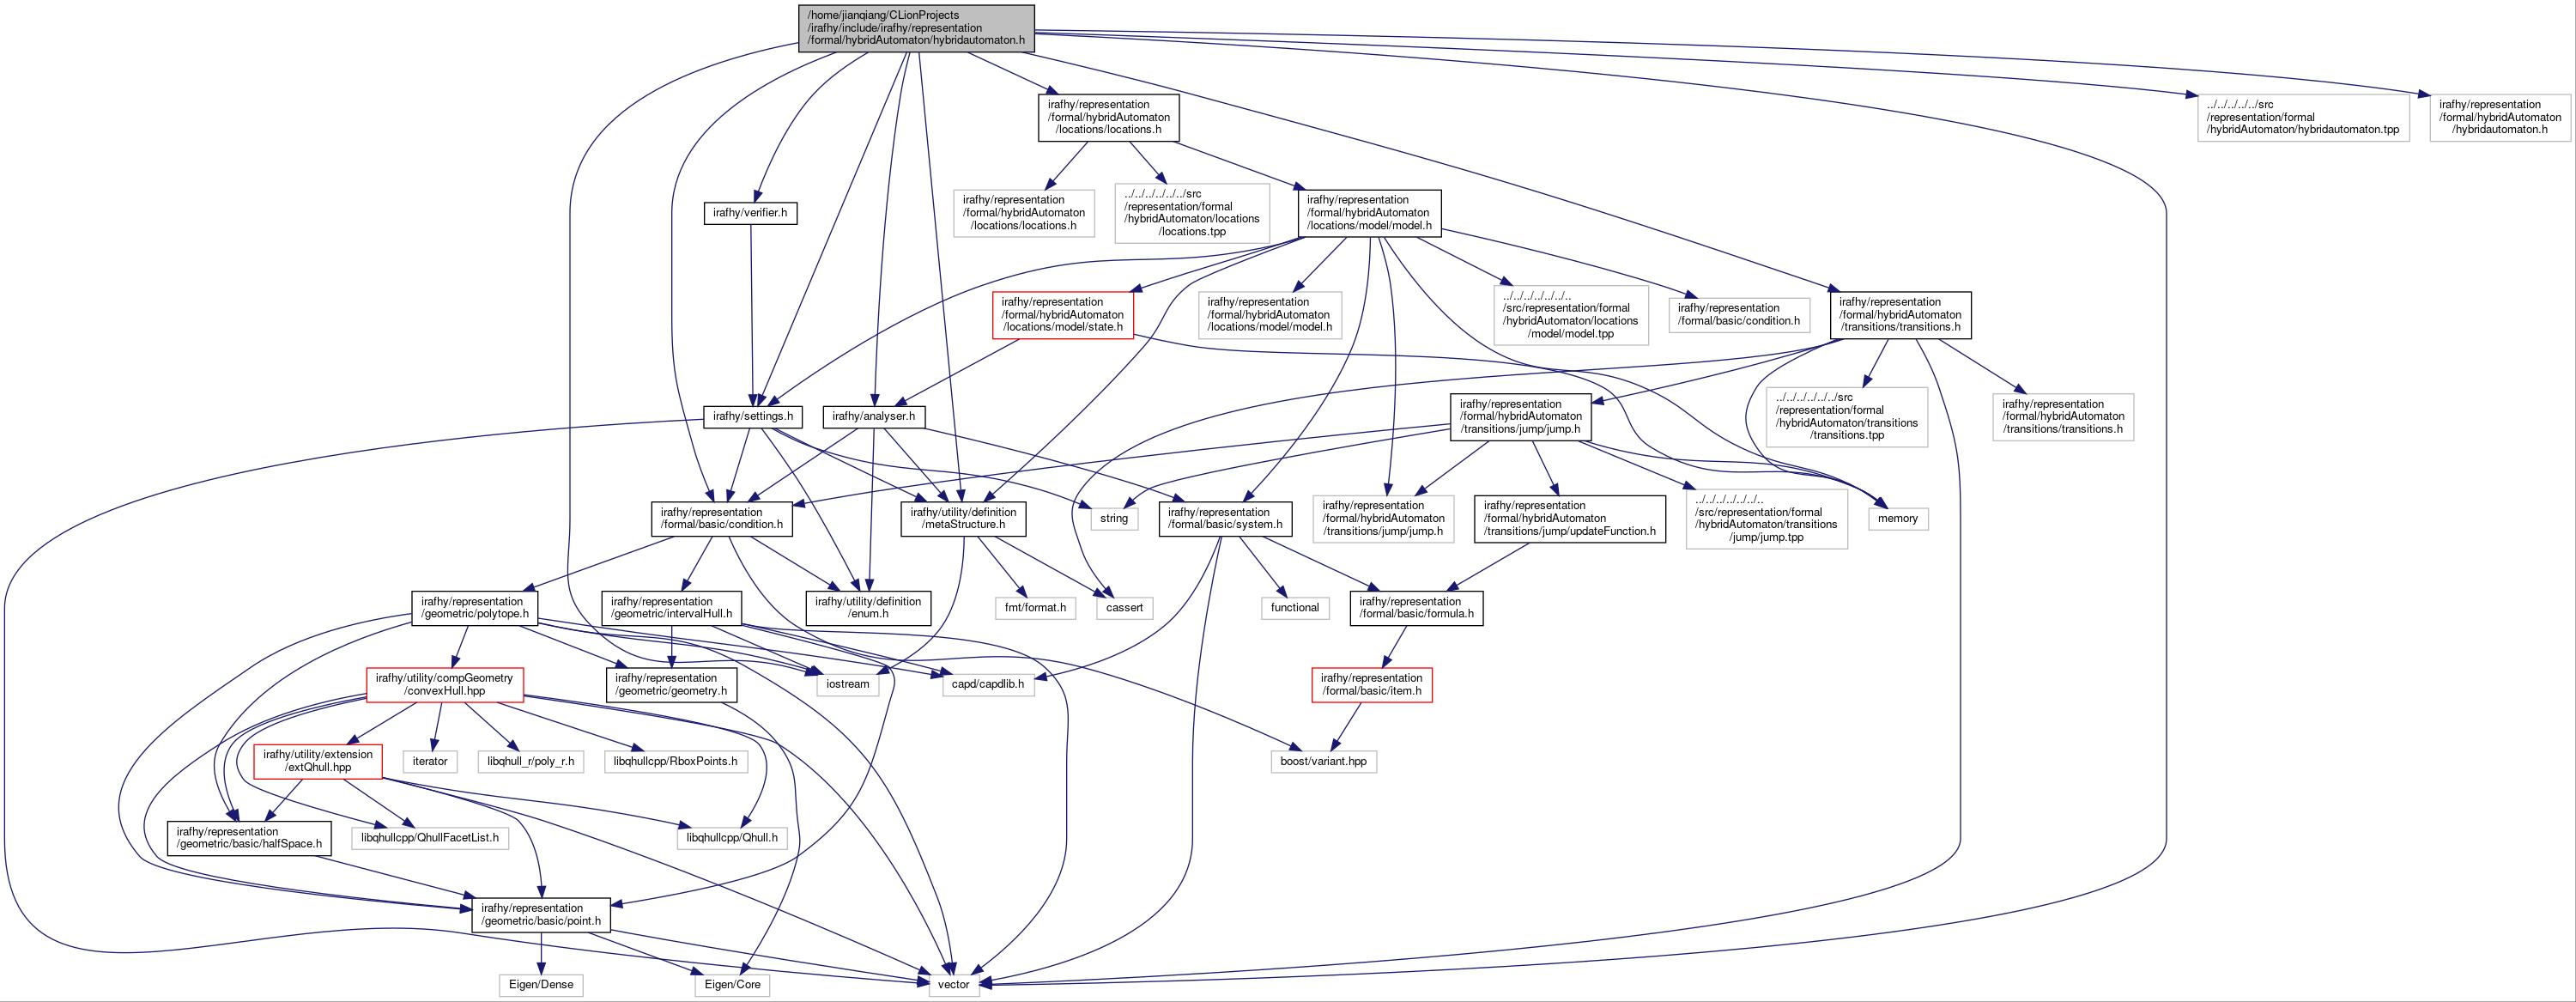 /home/jianqiang/CLionProjects
/irafhy/include/irafhy/representation
/formal/hybridAutomaton/hybridautomaton.h
irafhy/representation
/formal/hybridAutomaton
/locations/locations.h
../../../../../src
/representation/formal
/hybridAutomaton/hybridautomaton.tpp
irafhy/representation
/formal/hybridAutomaton
/hybridautomaton.h
irafhy/verifier.h
irafhy/representation
/formal/hybridAutomaton
/locations/locations.h
../../../../../../src
/representation/formal
/hybridAutomaton/locations
/locations.tpp
irafhy/representation
/formal/hybridAutomaton
/locations/model/model.h
irafhy/representation
/formal/hybridAutomaton
/locations/model/state.h
irafhy/representation
/formal/hybridAutomaton
/locations/model/model.h
../../../../../../..
/src/representation/formal
/hybridAutomaton/locations
/model/model.tpp
irafhy/representation
/formal/basic/condition.h
irafhy/representation
/formal/hybridAutomaton
/transitions/transitions.h
irafhy/settings.h
irafhy/analyser.h
irafhy/representation
/formal/hybridAutomaton
/transitions/jump/jump.h
../../../../../../src
/representation/formal
/hybridAutomaton/transitions
/transitions.tpp
irafhy/representation
/formal/hybridAutomaton
/transitions/transitions.h
irafhy/representation
/formal/basic/condition.h
irafhy/utility/definition
/metaStructure.h
string
irafhy/representation
/formal/basic/system.h
irafhy/representation
/formal/hybridAutomaton
/transitions/jump/jump.h
irafhy/representation
/formal/hybridAutomaton
/transitions/jump/updateFunction.h
../../../../../../..
/src/representation/formal
/hybridAutomaton/transitions
/jump/jump.tpp
memory
irafhy/representation
/geometric/polytope.h
irafhy/representation
/geometric/intervalHull.h
irafhy/utility/definition
/enum.h
fmt/format.h
cassert
functional
irafhy/representation
/formal/basic/formula.h
irafhy/utility/compGeometry
/convexHull.hpp
irafhy/representation
/geometric/geometry.h
iostream
capd/capdlib.h
irafhy/representation
/formal/basic/item.h
irafhy/utility/extension
/extQhull.hpp
iterator
libqhull_r/poly_r.h
libqhullcpp/RboxPoints.h
boost/variant.hpp
irafhy/representation
/geometric/basic/halfSpace.h
libqhullcpp/QhullFacetList.h
libqhullcpp/Qhull.h
irafhy/representation
/geometric/basic/point.h
Eigen/Dense
Eigen/Core
vector